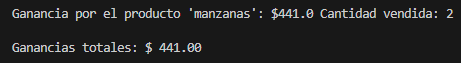 Ganancia por el producto 'manzanas': $441.0 Cantidad vendida: 2
Ganancias totales: $ 441.00